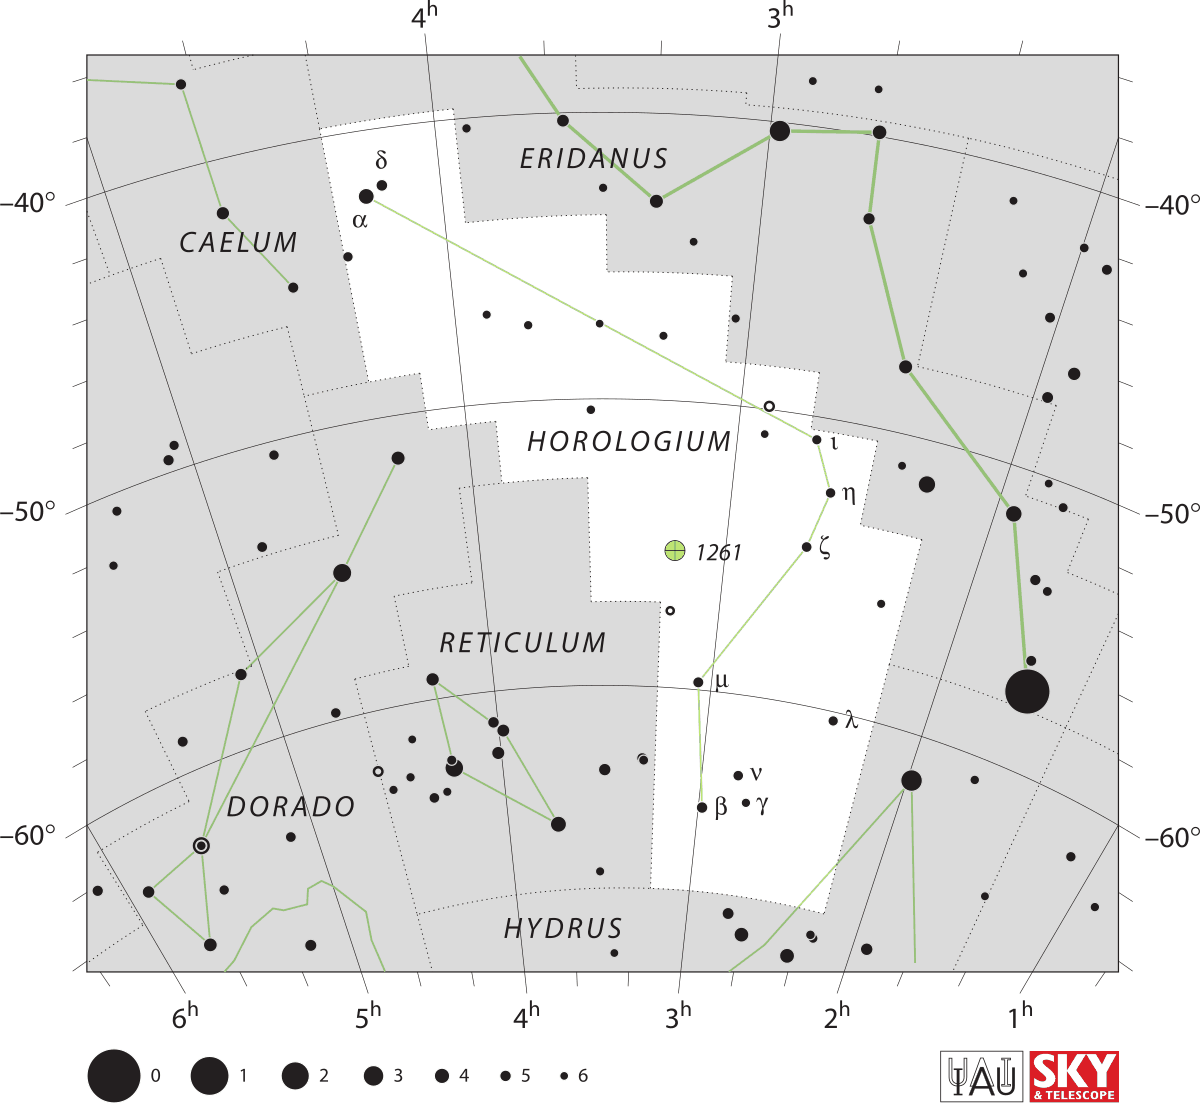 4h 3h
δ
ERIDANUS
–40° –40°
α
CAELUM
HOROLOGIUM ι
η
–50° –50°
1261 ζ
RETICULUM
μ
λ
ν
DORADO β γ
–60° –60°
HYDRUS
6h 5h 4h 3h 2h 1h
0 1 2 3 4 5 6
IAU SKY
& TELESCOPE